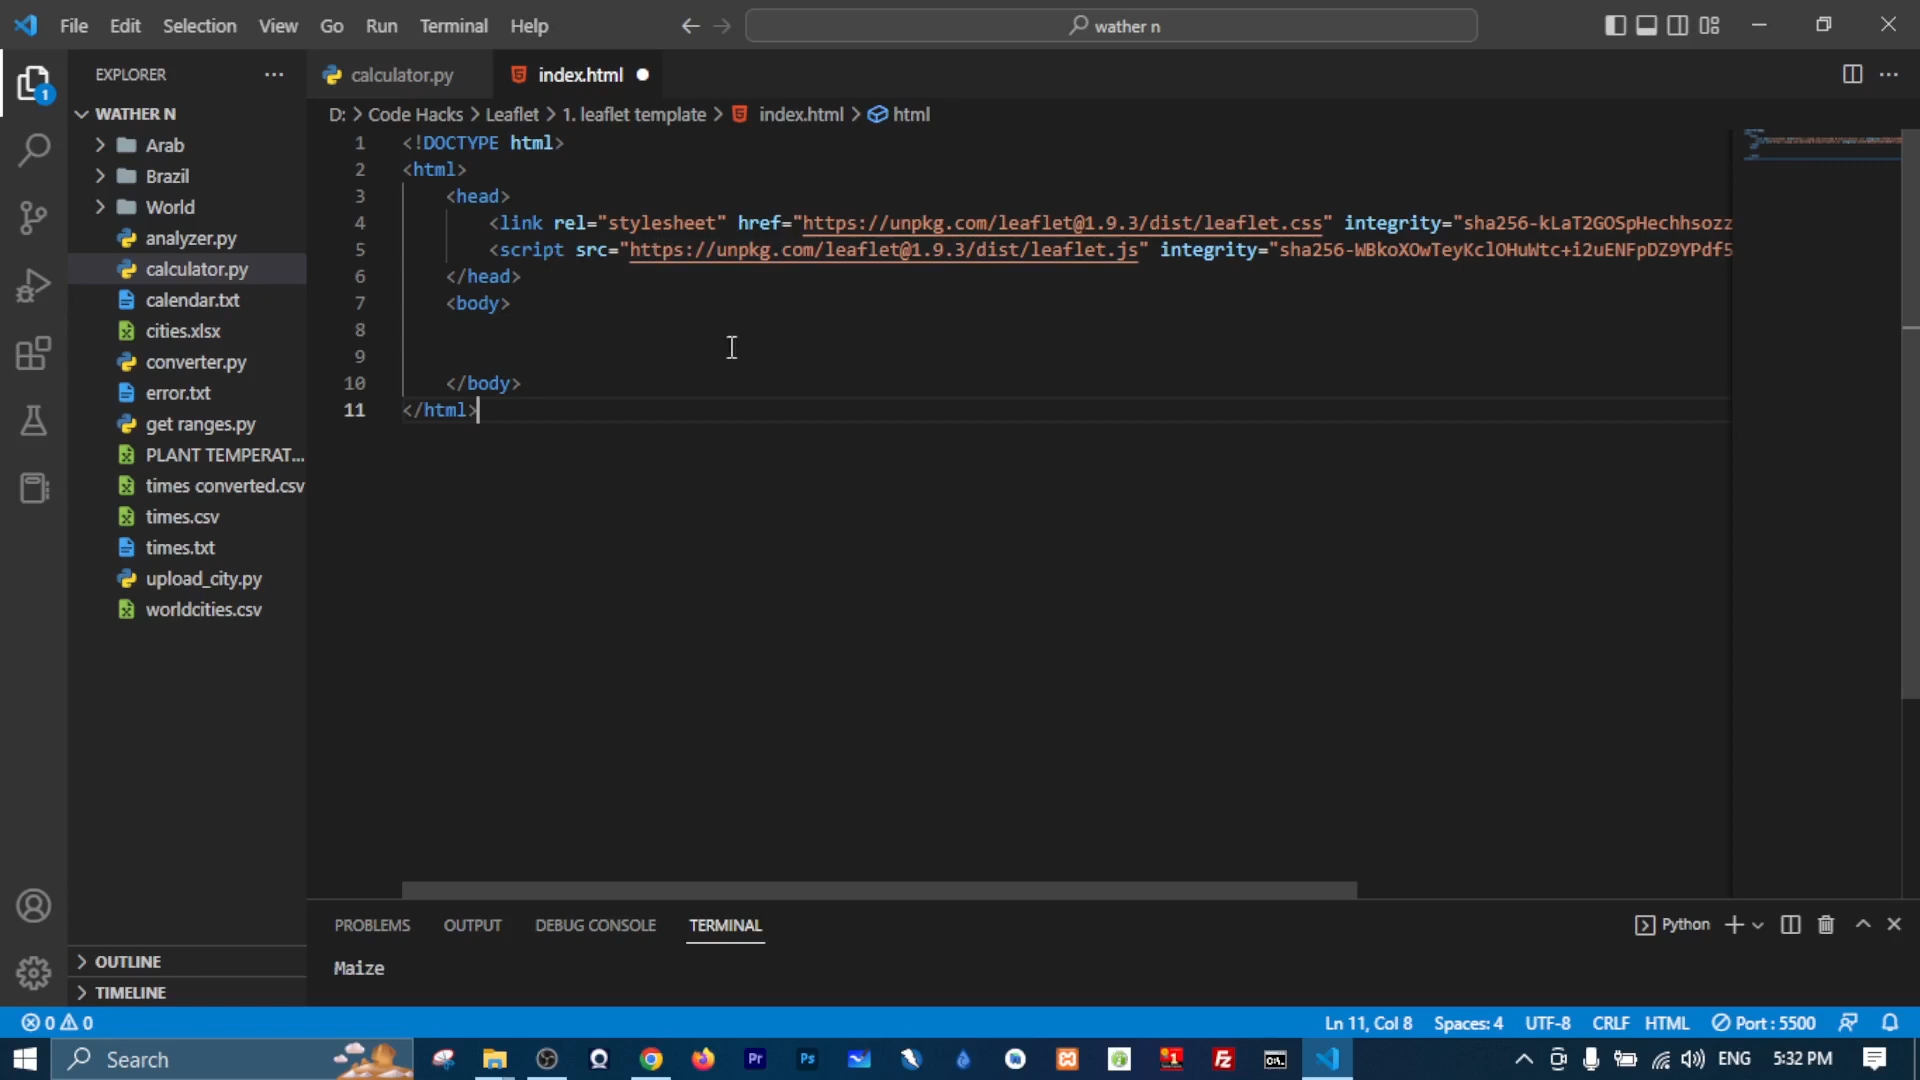 File Edit Selection View Go Run Terminal Help
wather n
EXPLORER
calculator.py
index.html
WATHER N
D: > Code Hacks > Leaflet > 1. leaflet template > index.html > html
Arab
Brazil
World
analyzer.py
calculator.py
calendar.txt
cities.xlsx
converter.py
error.txt
get ranges.py
PLANT TEMPERAT...
times converted.csv
times.csv
times.txt
upload_city.py
worldcities.csv
OUTLINE
TIMELINE
1 <!DOCTYPE html>
2 <html>
3 <head>
4 <link rel="stylesheet" href="https://unpkg.com/leaflet@1.9.3/dist/leaflet.css" integrity="sha256-kLaT2GOSpHechhsozz
5 <script src="https://unpkg.com/leaflet@1.9.3/dist/leaflet.js" integrity="sha256-WBkoXOwTeyKclOHuWtc+i2uENFpDZ9YPdf5
6 </head>
7 <body>
8
9
10 </body>
11 </html>
PROBLEMS OUTPUT DEBUG CONSOLE TERMINAL
Python
Maize
0 0
Ln 11, Col 8 Spaces: 4 UTF-8 CRLF HTML Port : 5500
Search
ENG 5:32 PM